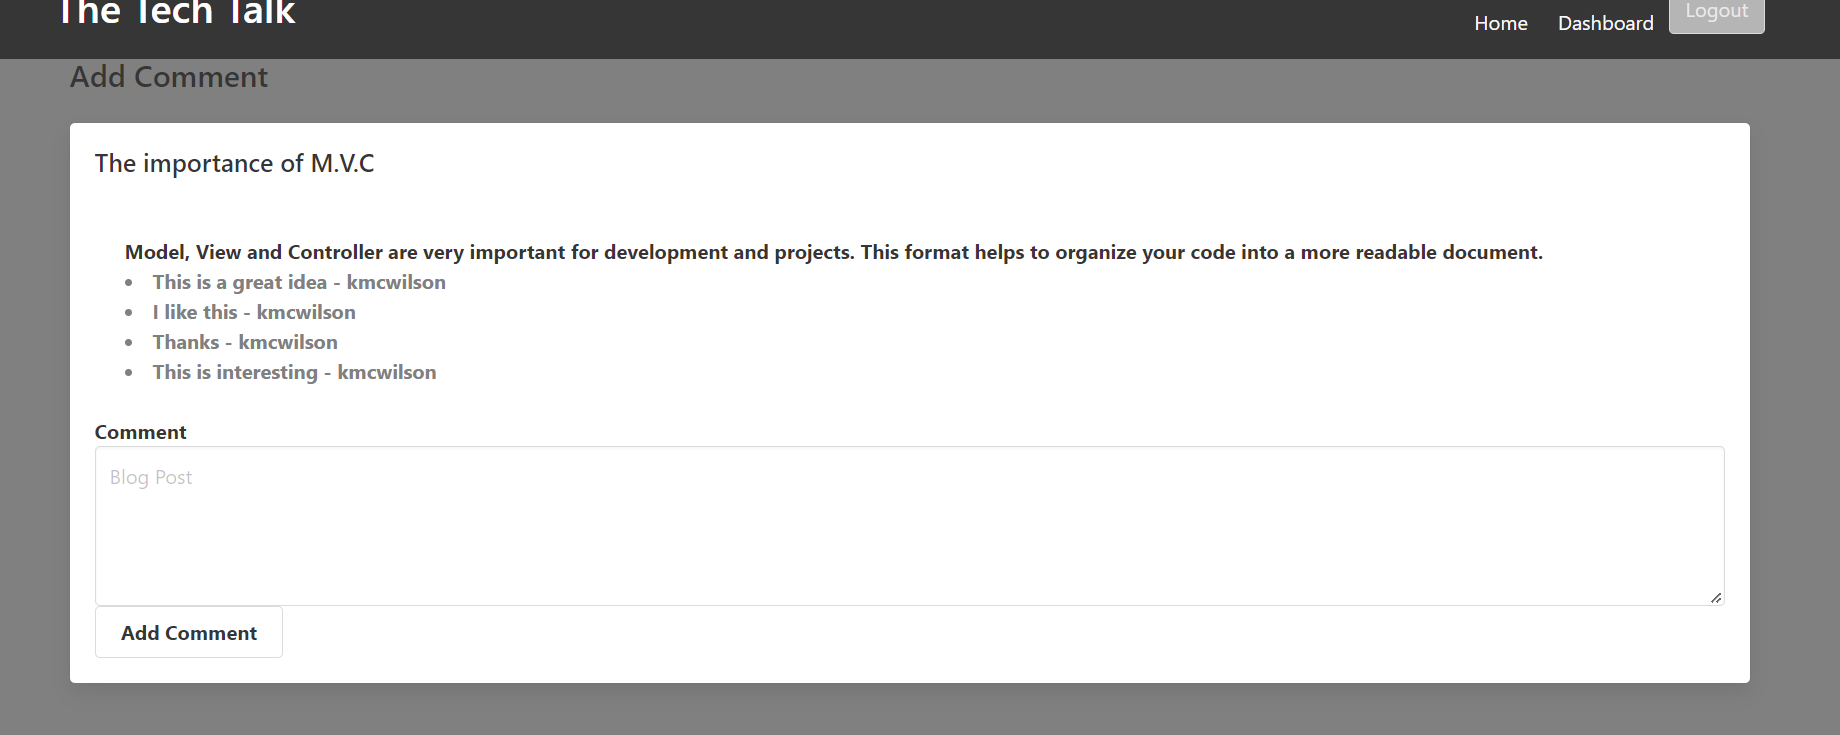 The Tech Talk
Home Dashboard Logout
Add Comment
The importance of M.V.C
Model, View and Controller are very important for development and projects. This format helps to organize your code into a more readable document.
• This is a great idea - kmcwilson
• I like this - kmcwilson
• Thanks - kmcwilson
• This is interesting - kmcwilson
Comment
Blog Post
Add Comment